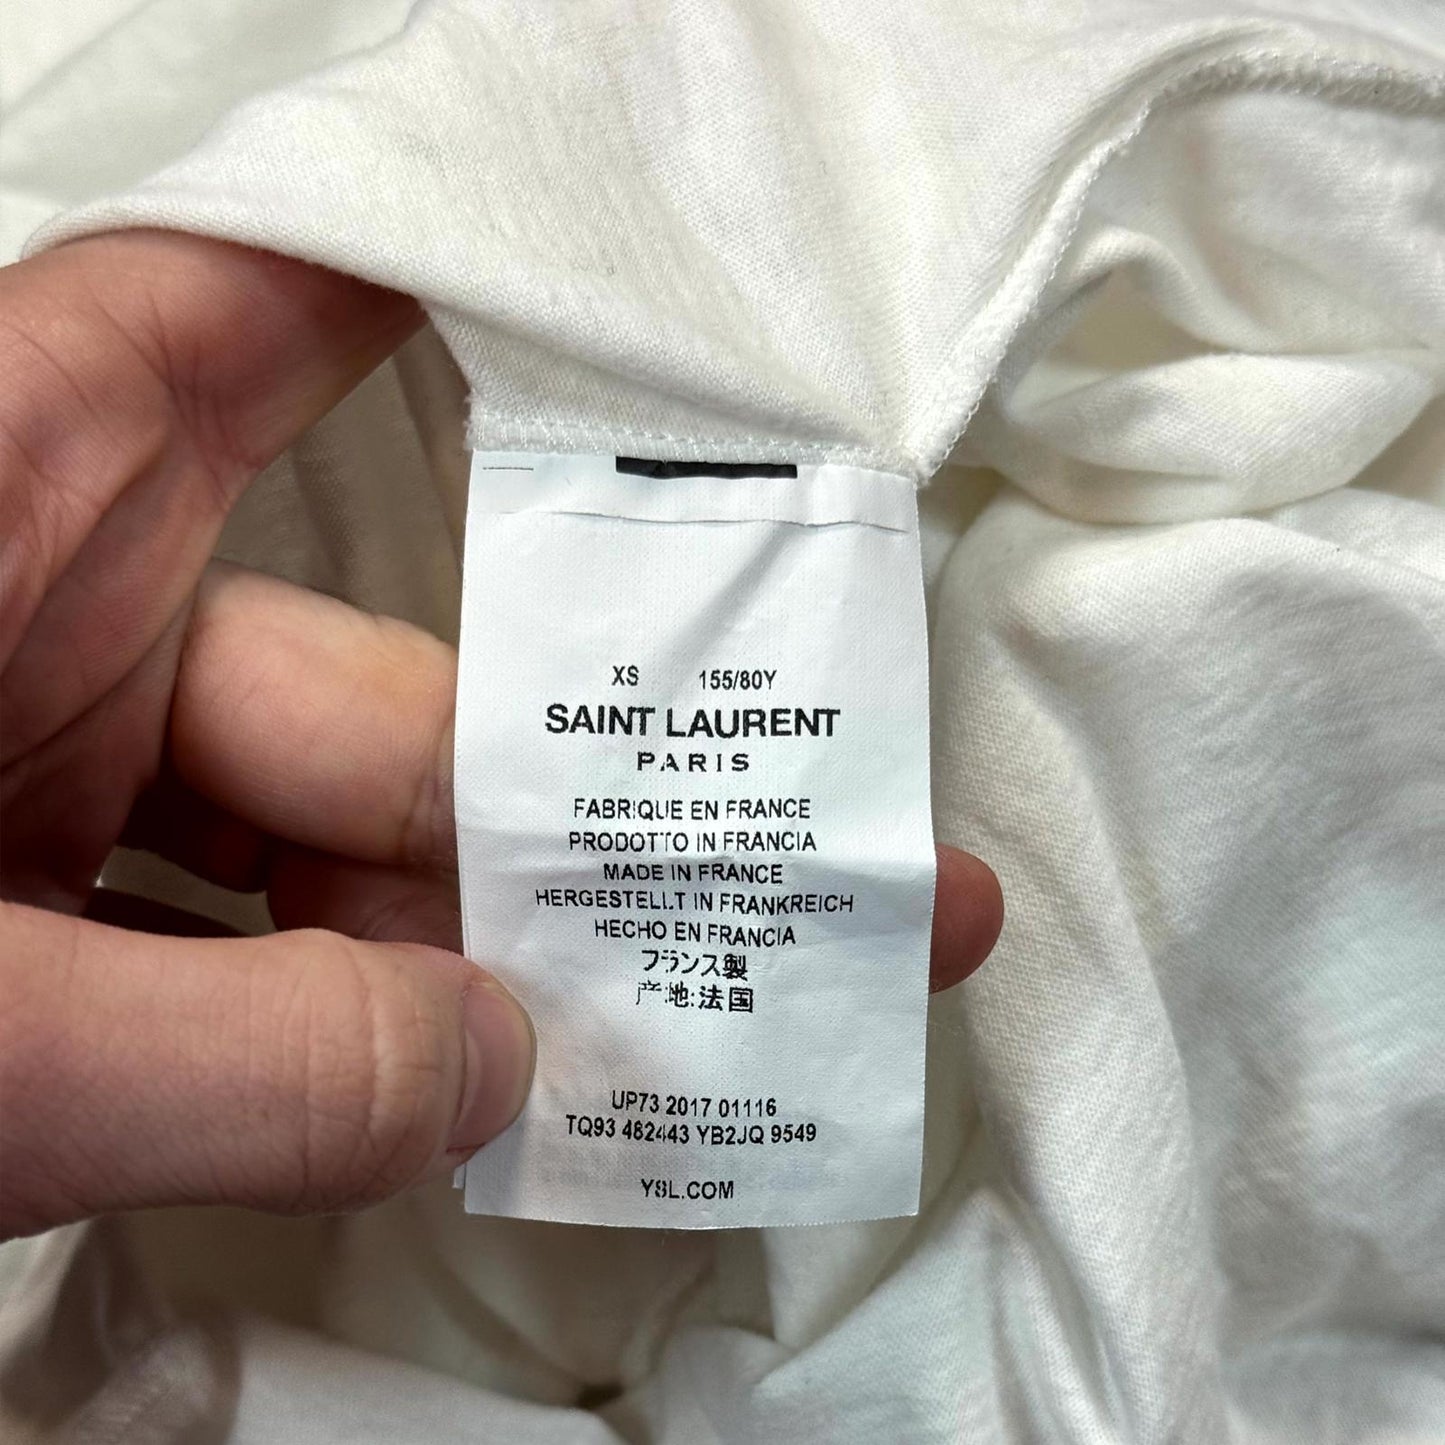 XS 155/80Y
SAINT LAURENT
PARIS
FABRIQUE EN FRANCE
PRODOTTO IN FRANCIA
MADE IN FRANCE
HERGESTELLT IN FRANKREICH
HECHO EN FRANCIA
フランス製
产地:法国
UP73 2017 01116
TQ93 482443 YB2JQ 9549
YSL.COM